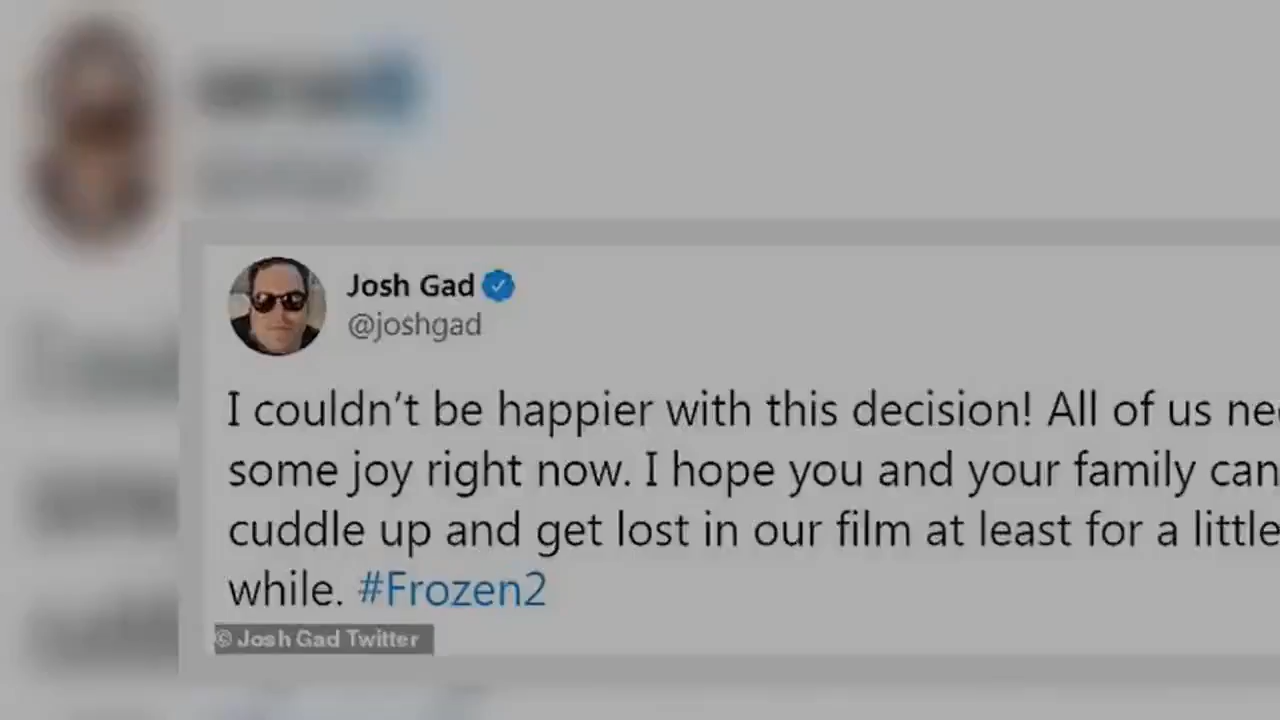 Josh Gad
@joshgad
I couldn't be happier with this decision! All of us
some joy right now. I hope you and your family can
cuddle up and get lost in our film at least for a little
while. #Frozen2
© Josh Gad Twitter